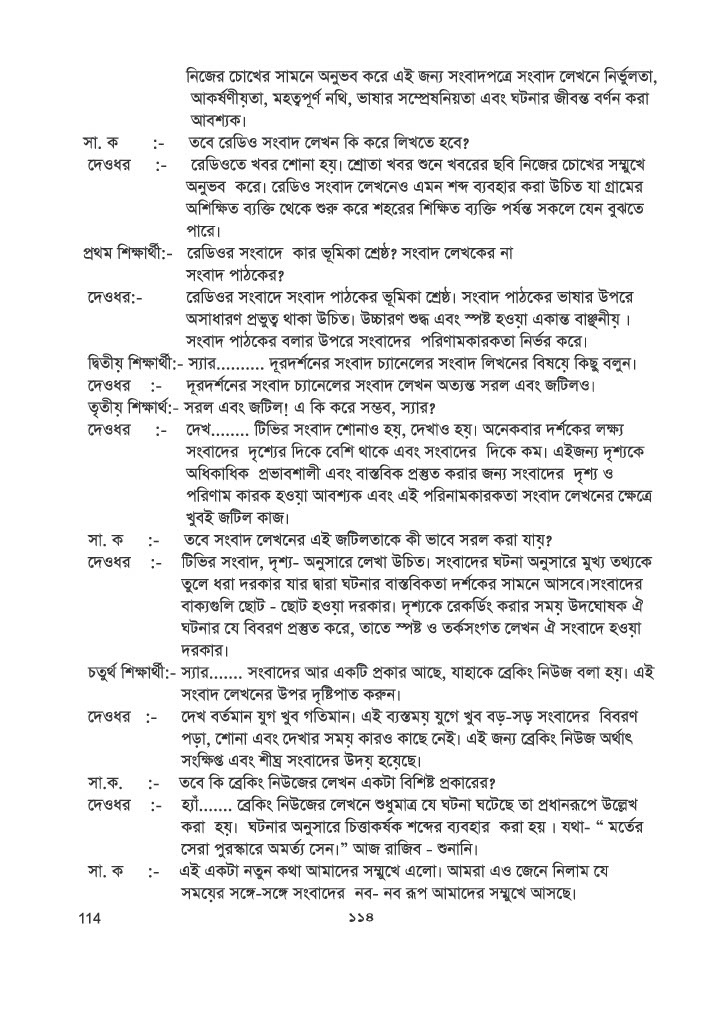 নিজের চোখের সামনে অনুভব করে এই জন্য সংবাদপত্রে সংবাদ লেখনে নির্ভুলতা,
আকর্ষণীয়তা, মহত্বপূর্ণ নথি, ভাষার সম্প্রেষনিয়তা এবং ঘটনার জীবন্ত বর্ণন করা
আবশ্যক।
সা. ক :- তবে রেডিও সংবাদ লেখন কি করে লিখতে হবে?
দেওধর :- রেডিওতে খবর শোনা হয়। শ্রোতা খবর শুনে খবরের ছবি নিজের চোখের সম্মুখে
অনুভব করে। রেডিও সংবাদ লেখনেও এমন শব্দ ব্যবহার করা উচিত যা গ্রামের
অশিক্ষিত ব্যক্তি থেকে শুরু করে শহরের শিক্ষিত ব্যক্তি পর্যন্ত সকলে যেন বুঝতে
পারে।
প্রথম শিক্ষার্থী:- রেডিওর সংবাদে কার ভূমিকা শ্রেষ্ঠ? সংবাদ লেখকের না
সংবাদ পাঠকের?
দেওধর:- রেডিওর সংবাদে সংবাদ পাঠকের ভূমিকা শ্রেষ্ঠ। সংবাদ পাঠকের ভাষার উপরে
অসাধারণ প্রভুত্ব থাকা উচিত। উচ্চারণ শুদ্ধ এবং স্পষ্ট হওয়া একান্ত বাঞ্ছনীয় ।
সংবাদ পাঠকের বলার উপরে সংবাদের পরিণামকারকতা নির্ভর করে।
দ্বিতীয় শিক্ষার্থী:- স্যার.......... দূরদর্শনের সংবাদ চ্যানেলের সংবাদ লিখনের বিষয়ে কিছু বলুন।
দেওধর :- দূরদর্শনের সংবাদ চ্যানেলের সংবাদ লেখন অত্যন্ত সরল এবং জটিলও।
তৃতীয় শিক্ষার্থ:- সরল এবং জটিল! এ কি করে সম্ভব, স্যার?
দেওধর :- দেখ........ টিভির সংবাদ শোনাও হয়, দেখাও হয়। অনেকবার দর্শকের লক্ষ্য
সংবাদের দৃশ্যের দিকে বেশি থাকে এবং সংবাদের দিকে কম। এইজন্য দৃশ্যকে
অধিকাধিক প্রভাবশালী এবং বাস্তবিক প্রস্তুত করার জন্য সংবাদের দৃশ্য ও
পরিণাম কারক হওয়া আবশ্যক এবং এই পরিনামকারকতা সংবাদ লেখনের ক্ষেত্রে
খুবই জটিল কাজ।
সা. ক :- তবে সংবাদ লেখনের এই জটিলতাকে কী ভাবে সরল করা যায়?
দেওধর :- টিভির সংবাদ, দৃশ্য- অনুসারে লেখা উচিত। সংবাদের ঘটনা অনুসারে মুখ্য তথ্যকে
তুলে ধরা দরকার যার দ্বারা ঘটনার বাস্তবিকতা দর্শকের সামনে আসবে।সংবাদের
বাক্যগুলি ছোট - ছোট হওয়া দরকার। দৃশ্যকে রেকর্ডিং করার সময় উদঘোষক ঐ
ঘটনার যে বিবরণ প্রস্তুত করে, তাতে স্পষ্ট ও তর্কসংগত লেখন ঐ সংবাদে হওয়া
দরকার।
চতুর্থ শিক্ষার্থী:- স্যার....... সংবাদের আর একটি প্রকার আছে, যাহাকে ব্রেকিং নিউজ বলা হয়। এই
সংবাদ লেখনের উপর দৃষ্টিপাত করুন।
দেওধর :- দেখ বর্তমান যুগ খুব গতিমান। এই ব্যস্তময় যুগে খুব বড়-সড় সংবাদের বিবরণ
পড়া, শোনা এবং দেখার সময় কারও কাছে নেই। এই জন্য ব্রেকিং নিউজ অর্থাৎ
সংক্ষিপ্ত এবং শীঘ্র সংবাদের উদয় হয়েছে।
সা.ক. :- তবে কি ব্রেকিং নিউজের লেখন একটা বিশিষ্ট প্রকারের?
দেওধর :- হ্যাঁ....... ব্রেকিং নিউজের লেখনে শুধুমাত্র যে ঘটনা ঘটেছে তা প্রধানরূপে উল্লেখ
করা হয়। ঘটনার অনুসারে চিত্তাকর্ষক শব্দের ব্যবহার করা হয় । যথা- “ মর্তের
সেরা পুরস্কারে অমর্ত্য সেন।” আজ রাজিব - শুনানি।
সা. ক :- এই একটা নতুন কথা আমাদের সম্মুখে এলো। আমরা এও জেনে নিলাম যে
সময়ের সঙ্গে-সঙ্গে সংবাদের নব- নব রূপ আমাদের সম্মুখে আসছে।
114 ১১৪